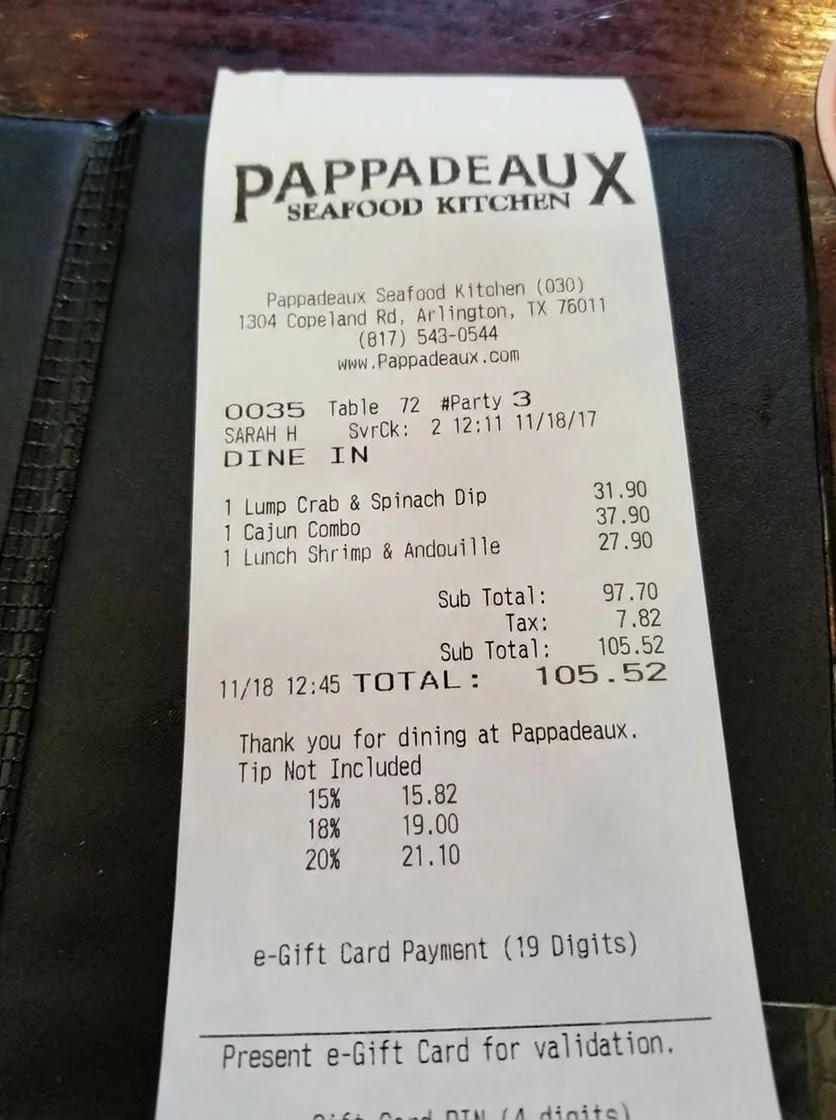 PAPPADEAUX
SEAFOOD KITCHEN
Pappadeaux Seafood Kitchen (030)
1304 Copeland Rd, Arlington, TX 76011
(817) 543-0544
www.Pappadeaux.com
0035 Table 72 #Party 3
SARAH H SvrCk: 2 12:11 11/18/17
DINE IN
1 Lump Crab & Spinach Dip 31.90
1 Cajun Combo 37.90
1 Lunch Shrimp & Andouille 27.90
Sub Total: 97.70
Tax: 7.82
Sub Total: 105.52
11/18 12:45 TOTAL: 105.52
Thank you for dining at Pappadeaux.
Tip Not Included
15% 15.82
18% 19.00
20% 21.10
e-Gift Card Payment (19 Digits)
Present e-Gift Card for validation.
Gift Card PIN (4 digits)